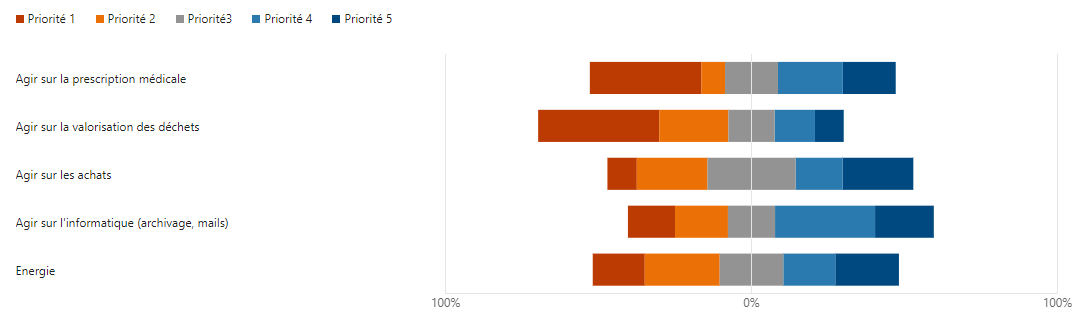 Priorité 1 Priorité 2 Priorité3 Priorité 4 Priorité 5
Agir sur la prescription médicale
Agir sur la valorisation des déchets
Agir sur les achats
Agir sur l'informatique (archivage, mails)
Energie
100% 0% 100%